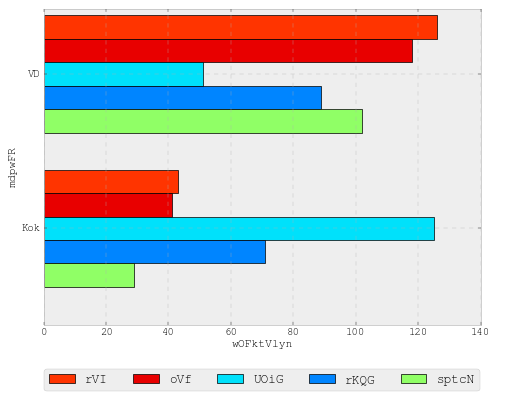 VD
Kok
mdpwFR
0 20 40 60 80 100 120 140
wOFktVlyn
rVI oVf UOiG rKQG sptcN